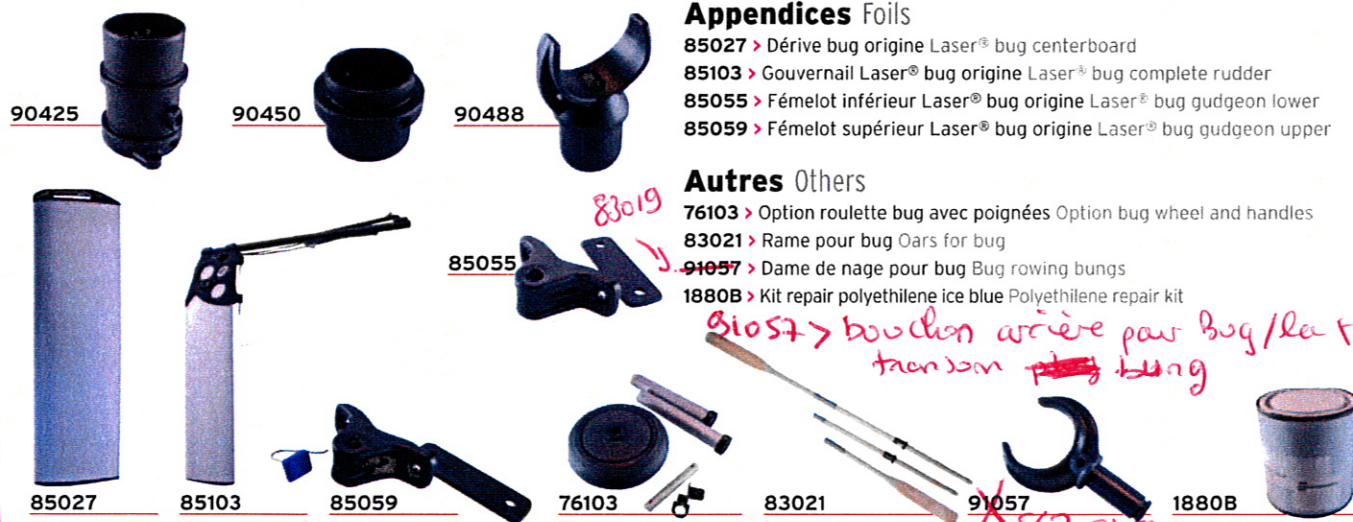 Appendices Foils
85027 > Dérive bug origine Laser® bug centerboard
85103 > Gouvernail Laser® bug origine Laser® bug complete rudder
85055 > Fémelot inférieur Laser® bug origine Laser® bug gudgeon lower
85059 > Fémelot supérieur Laser® bug origine Laser® bug gudgeon upper
90425
90450
90488
Autres Others
76103 > Option roulette bug avec poignées Option bug wheel and handles
83021 > Rame pour bug Oars for bug
83019
91057 > Dame de nage pour bug Bug rowing bungs
1880B > Kit repair polyethilene ice blue Polyethilene repair kit
91057 > bouchon arrière pour Bug/
transom bung
85055
85027
85103
85059
76103
83021
91057
1880B